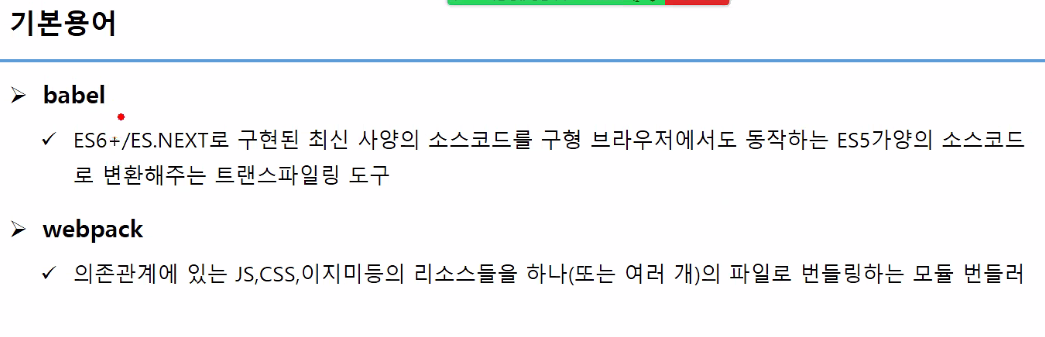 기본용어
babel
ES6+/ES.NEXT로 구현된 최신 사양의 소스코드를 구형 브라우저에서도 동작하는 ES5가양의 소스코드
로 변환해주는 트랜스파일링 도구
webpack
의존관계에 있는 JS,CSS,이지미등의 리소스들을 하나(또는 여러 개)의 파일로 번들링하는 모듈 번들러